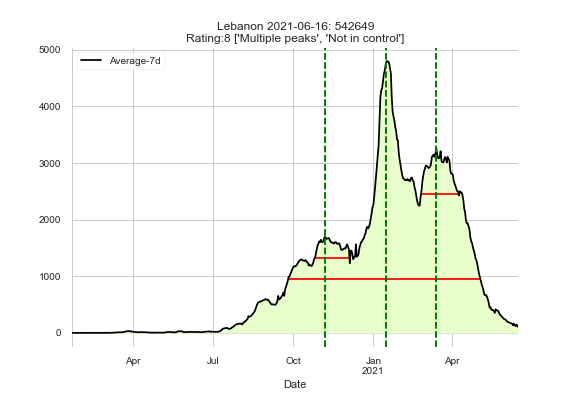 Lebanon 2021-06-16: 542649
Rating:8 ['Multiple peaks', 'Not in control']
Average-7d
5000
4000
3000
2000
1000
0
Apr
Jul
Oct
Jan
2021
Apr
Date